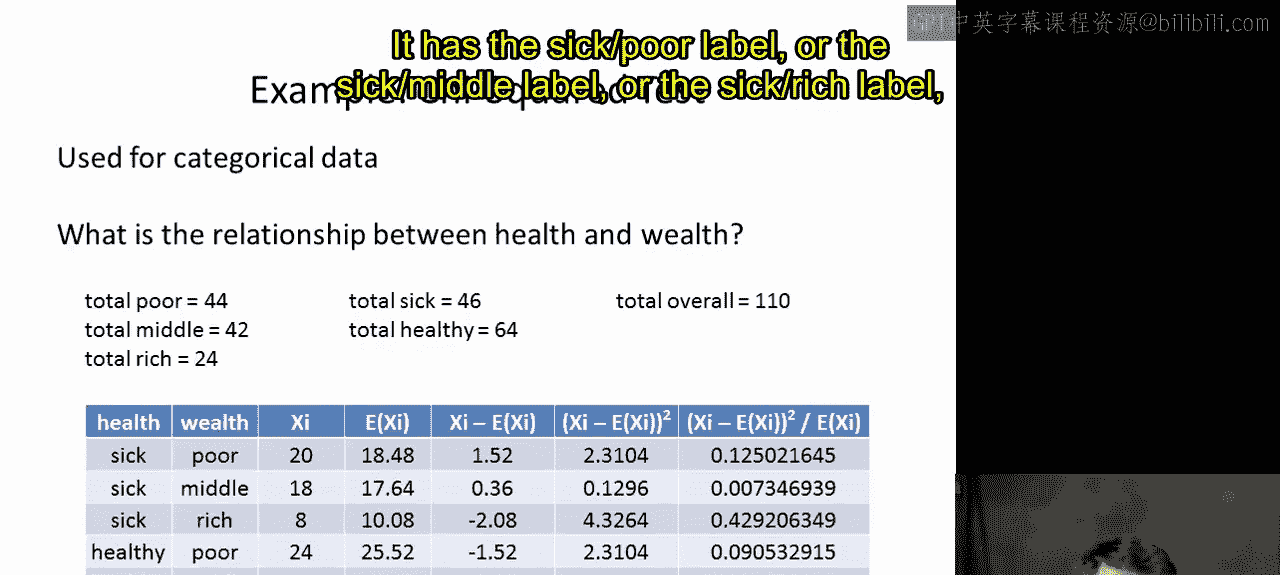 中英字幕课程资源@bilibili.com
It has the sick/poor label, or the
sick/middle label, or the sick/rich label,
Used for categorical data
What is the relationship between health and wealth?
total poor = 44 total sick = 46 total overall = 110
total middle = 42 total healthy = 64
total rich = 24
health wealth Xi E(Xi) Xi – E(Xi) (Xi – E(Xi))² (Xi – E(Xi))² / E(Xi)
sick poor 20 18.48 1.52 2.3104 0.125021645
sick middle 18 17.64 0.36 0.1296 0.007346939
sick rich 8 10.08 -2.08 4.3264 0.429206349
healthy poor 24 25.52 -1.52 2.3104 0.090532915